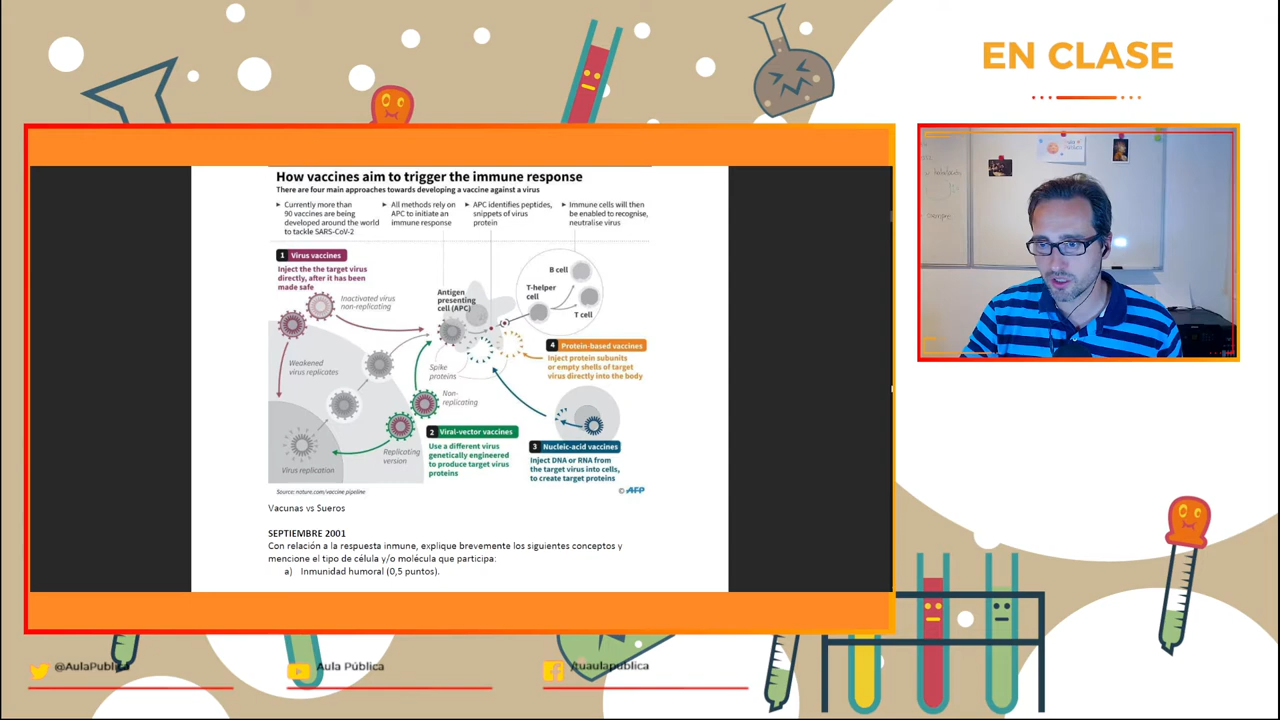 EN CLASE
How vaccines aim to trigger the immune response
There are four main approaches towards developing a vaccine against a virus
Currently more than
90 vaccines are being
developed around the world
to tackle SARS-CoV-2
All methods rely on
APC to initiate an
immune response
APC identifies peptides,
snippets of virus
protein
Immune cells will then
be enabled to recognise,
neutralise virus
1 Virus vaccines
Inject the the target virus
directly, after it has been
made safe
Inactivated virus
non-replicating
Antigen
presenting
cell (APC)
B cell
T-helper
cell
T cell
4 Protein-based vaccines
Inject protein subunits
or empty shells of target
virus directly into the body
Weakened
virus replicates
Spike
proteins
Non-
replicating
2 Viral-vector vaccines
Use a different virus
genetically engineered
to produce target virus
proteins
3 Nucleic-acid vaccines
Inject DNA or RNA from
the target virus into cells,
to create target proteins
Replicating
version
Virus replication
Source: nature.com/vaccine pipeline
© AFP
Vacunas vs Sueros
SEPTIEMBRE 2001
Con relación a la respuesta inmune, explique brevemente los siguientes conceptos y
mencione el tipo de célula y/o molécula que participa:
a) Inmunidad humoral (0,5 puntos).
@AulaPublica
Aula Pública
/tuaulapublica